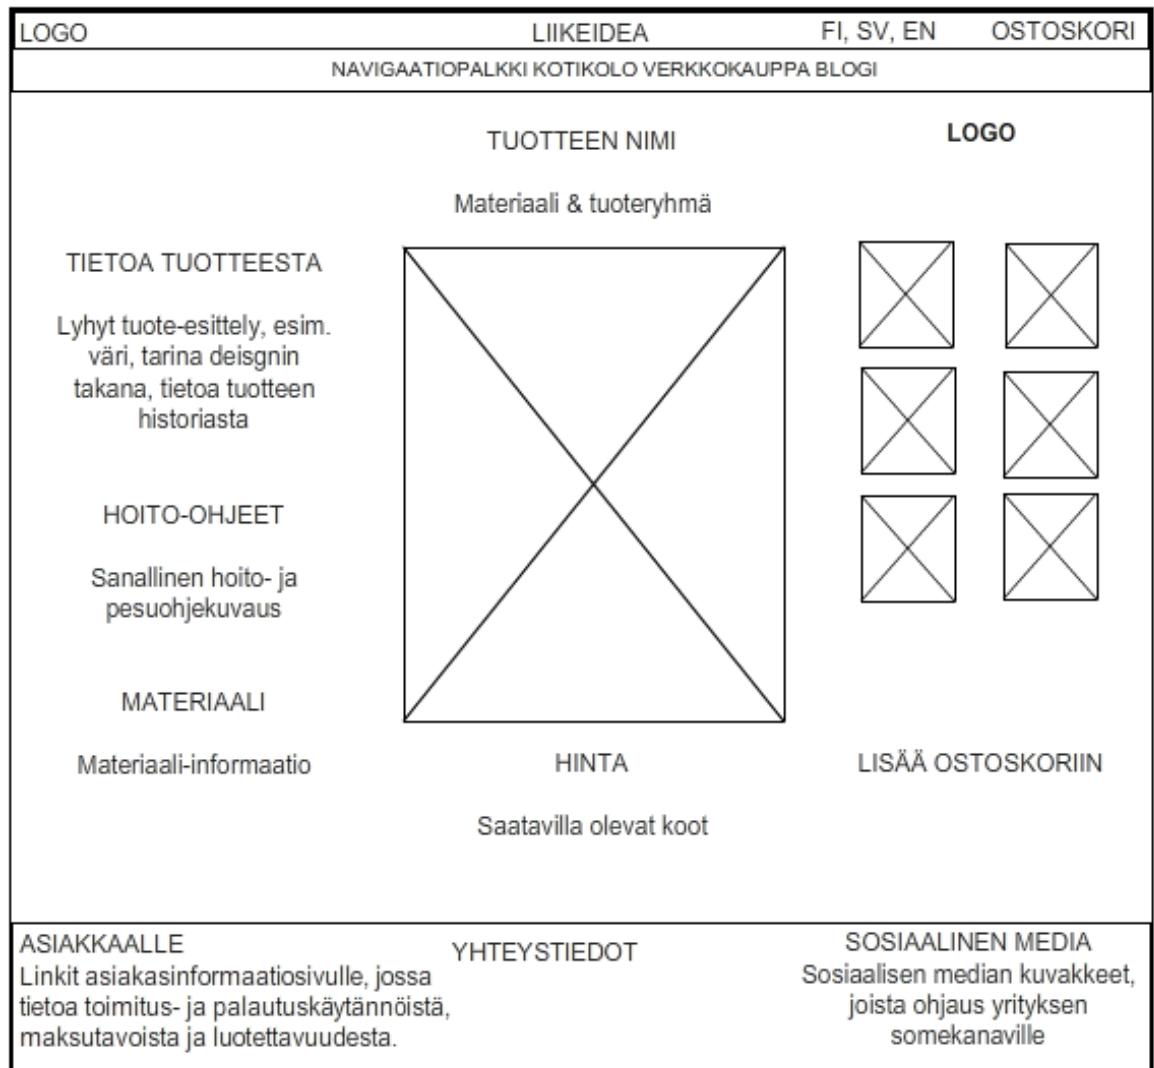 LOGO LIIKEIDEA FI, SV, EN OSTOSKORI
NAVIGAATIOPALKKI KOTIKOLO VERKKOKAUPPA BLOGI
TUOTTEEN NIMI
LOGO
Materiaali & tuoteryhmä
TIETOA TUOTTEESTA
Lyhyt tuote-esittely, esim.
väri, tarina deisgnin
takana, tietoa tuotteen
historiasta
HOITO-OHJEET
Sanallinen hoito- ja
pesuohjekuvaus
MATERIAALI
Materiaali-informaatio
HINTA
Saatavilla olevat koot
LISÄÄ OSTOSKORIIN
ASIAKKAALLE
Linkit asiakasinformaatiosivulle, jossa
tietoa toimitus- ja palautuskäytännöistä,
maksutavoista ja luotettavuudesta.
YHTEYSTIEDOT
SOSIAALINEN MEDIA
Sosiaalisen median kuvakkeet,
joista ohjaus yrityksen
somekanaville